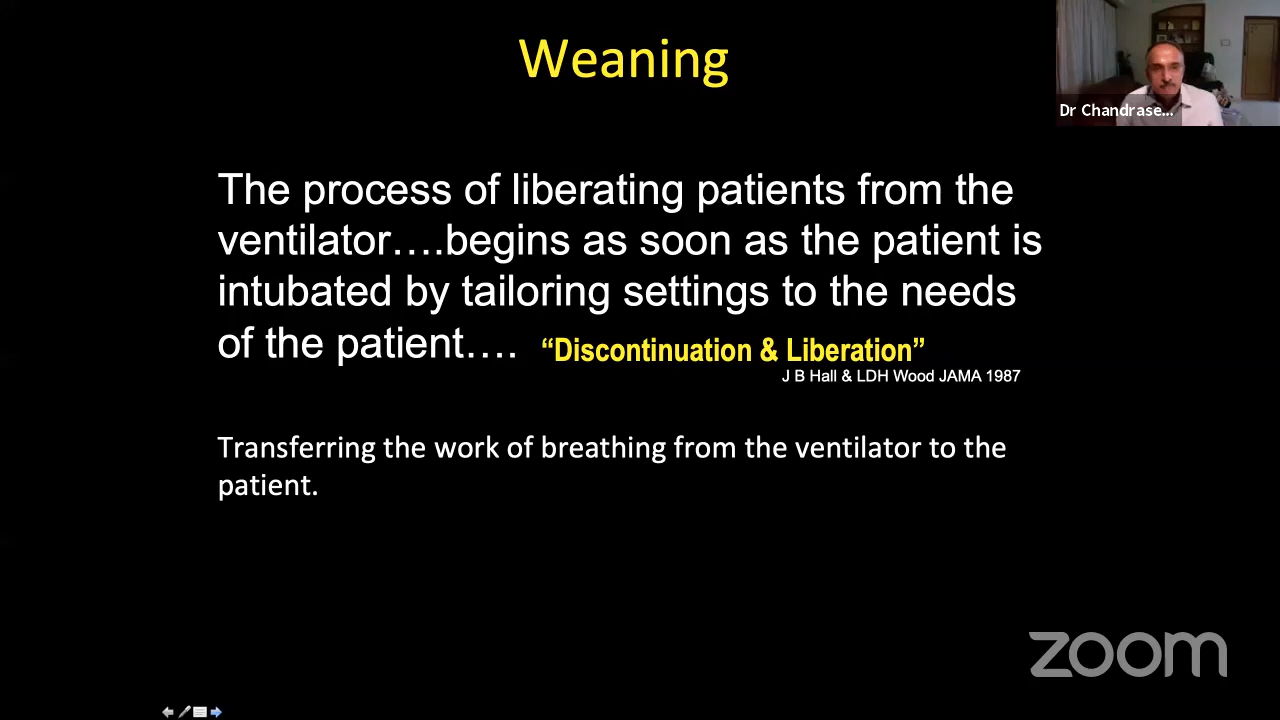 Weaning
Dr Chandrase...
The process of liberating patients from the
ventilator….begins as soon as the patient is
intubated by tailoring settings to the needs
of the patient…. “Discontinuation & Liberation”
J B Hall & LDH Wood JAMA 1987
Transferring the work of breathing from the ventilator to the
patient.
zoom